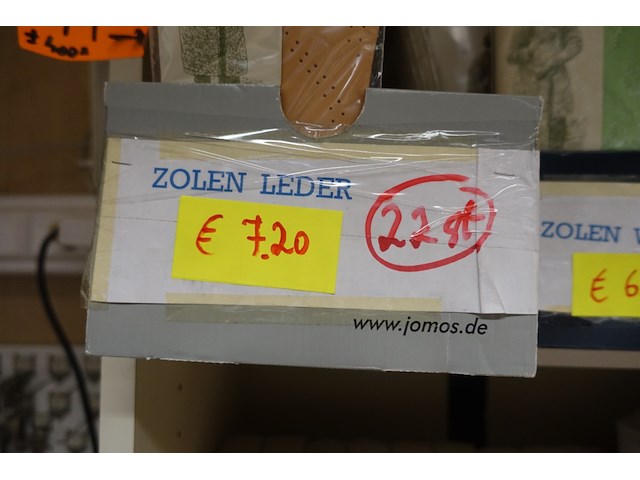 ZOLEN LEDER
€ 7.20
22 st
www.jomos.de
ZOLEN
€ 6